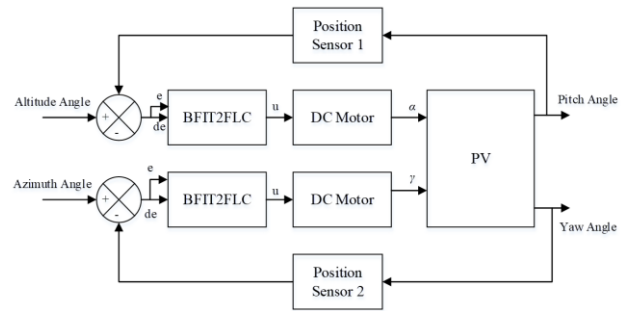 Position
Sensor 1
Altitude Angle
+
-
e
de
BFIT2FLC
u
DC Motor
α
PV
Pitch Angle
Azimuth Angle
+
-
e
de
BFIT2FLC
u
DC Motor
γ
Yaw Angle
Position
Sensor 2